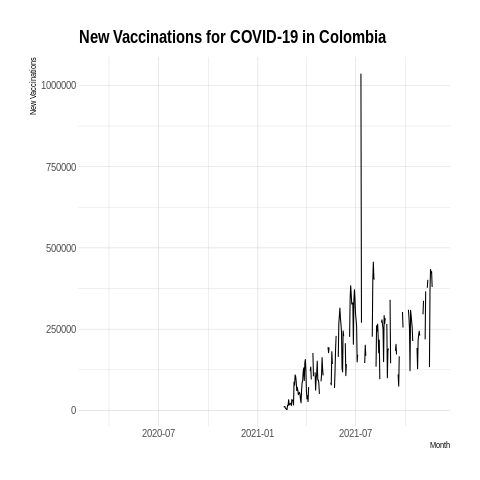 New Vaccinations for COVID-19 in Colombia
New Vaccinations
1000000
750000
500000
250000
0
2020-07 2021-01 2021-07
Month